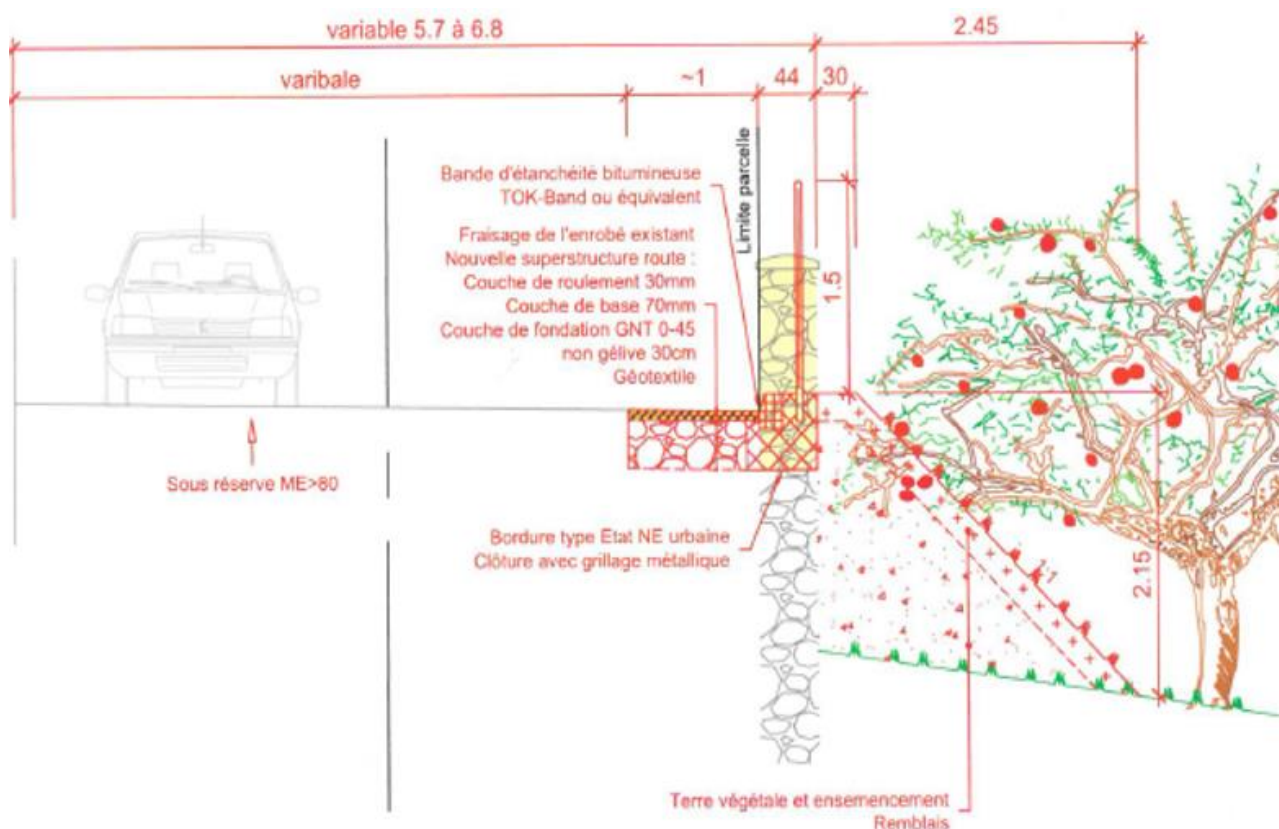 variable 5.7 à 6.8
2.45
varibale
~1
44
30
Limite parcelle
Bande d'étanchéité bitumineuse
TOK-Band ou équivalent
Fraisage de l'enrobé existant
Nouvelle superstructure route :
Couche de roulement 30mm
Couche de base 70mm
Couche de fondation GNT 0-45
non gélive 30cm
Géotextile
1.5
Sous réserve ME>80
Bordure type Etat NE urbaine
Clôture avec grillage métallique
1:1
2.15
Terre végétale et ensemencement
Remblais